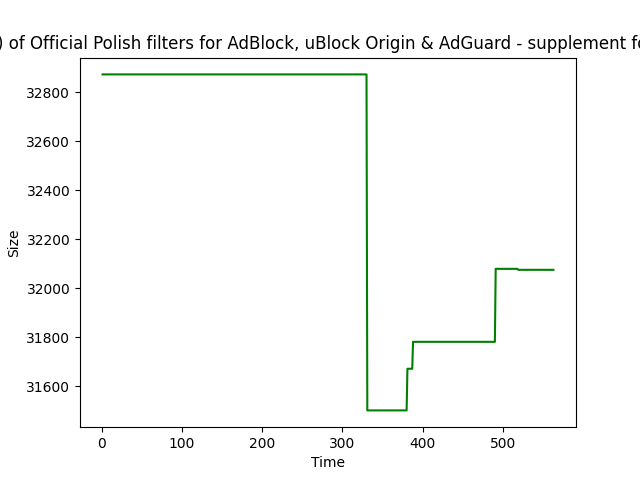 ) of Official Polish filters for AdBlock, uBlock Origin & AdGuard - supplement
32800
32600
32400
32200
32000
31800
31600
Size
0 100 200 300 400 500
Time